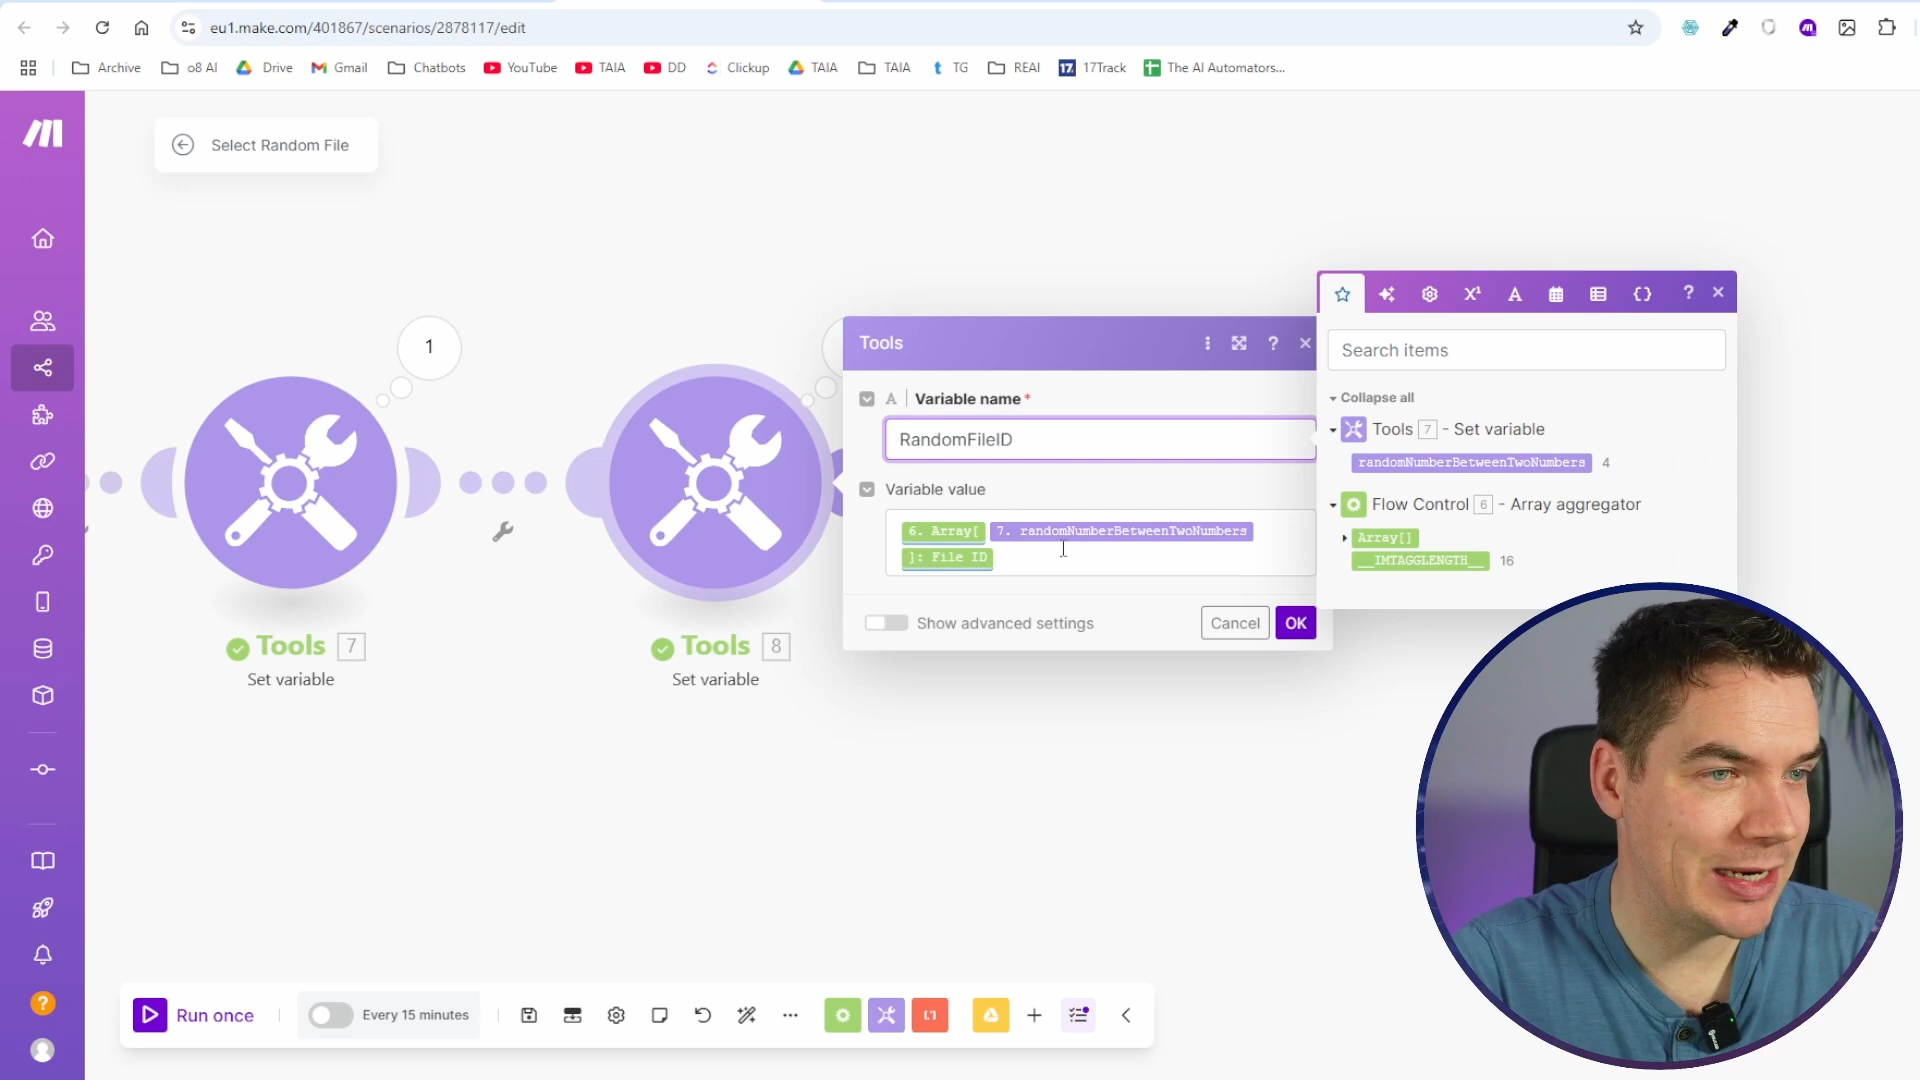 eu1.make.com/401867/scenarios/2878117/edit
Archive
o8 AI
Drive
Gmail
Chatbots
YouTube
TAIA
DD
Clickup
TAIA
TAIA
TG
REAI
17Track
The AI Automators...
Select Random File
1
Tools
Variable name*
RandomFileID
Variable value
6. Array[ 7. randomNumberBetweenTwoNumbers
]: File ID
Show advanced settings
Cancel
OK
Search items
Collapse all
Tools 7 - Set variable
randomNumberBetweenTwoNumbers 4
Flow Control 6 - Array aggregator
Array[]
__IMTAGGLENGTH__ 16
Tools 7
Set variable
Tools 8
Set variable
Run once
Every 15 minutes